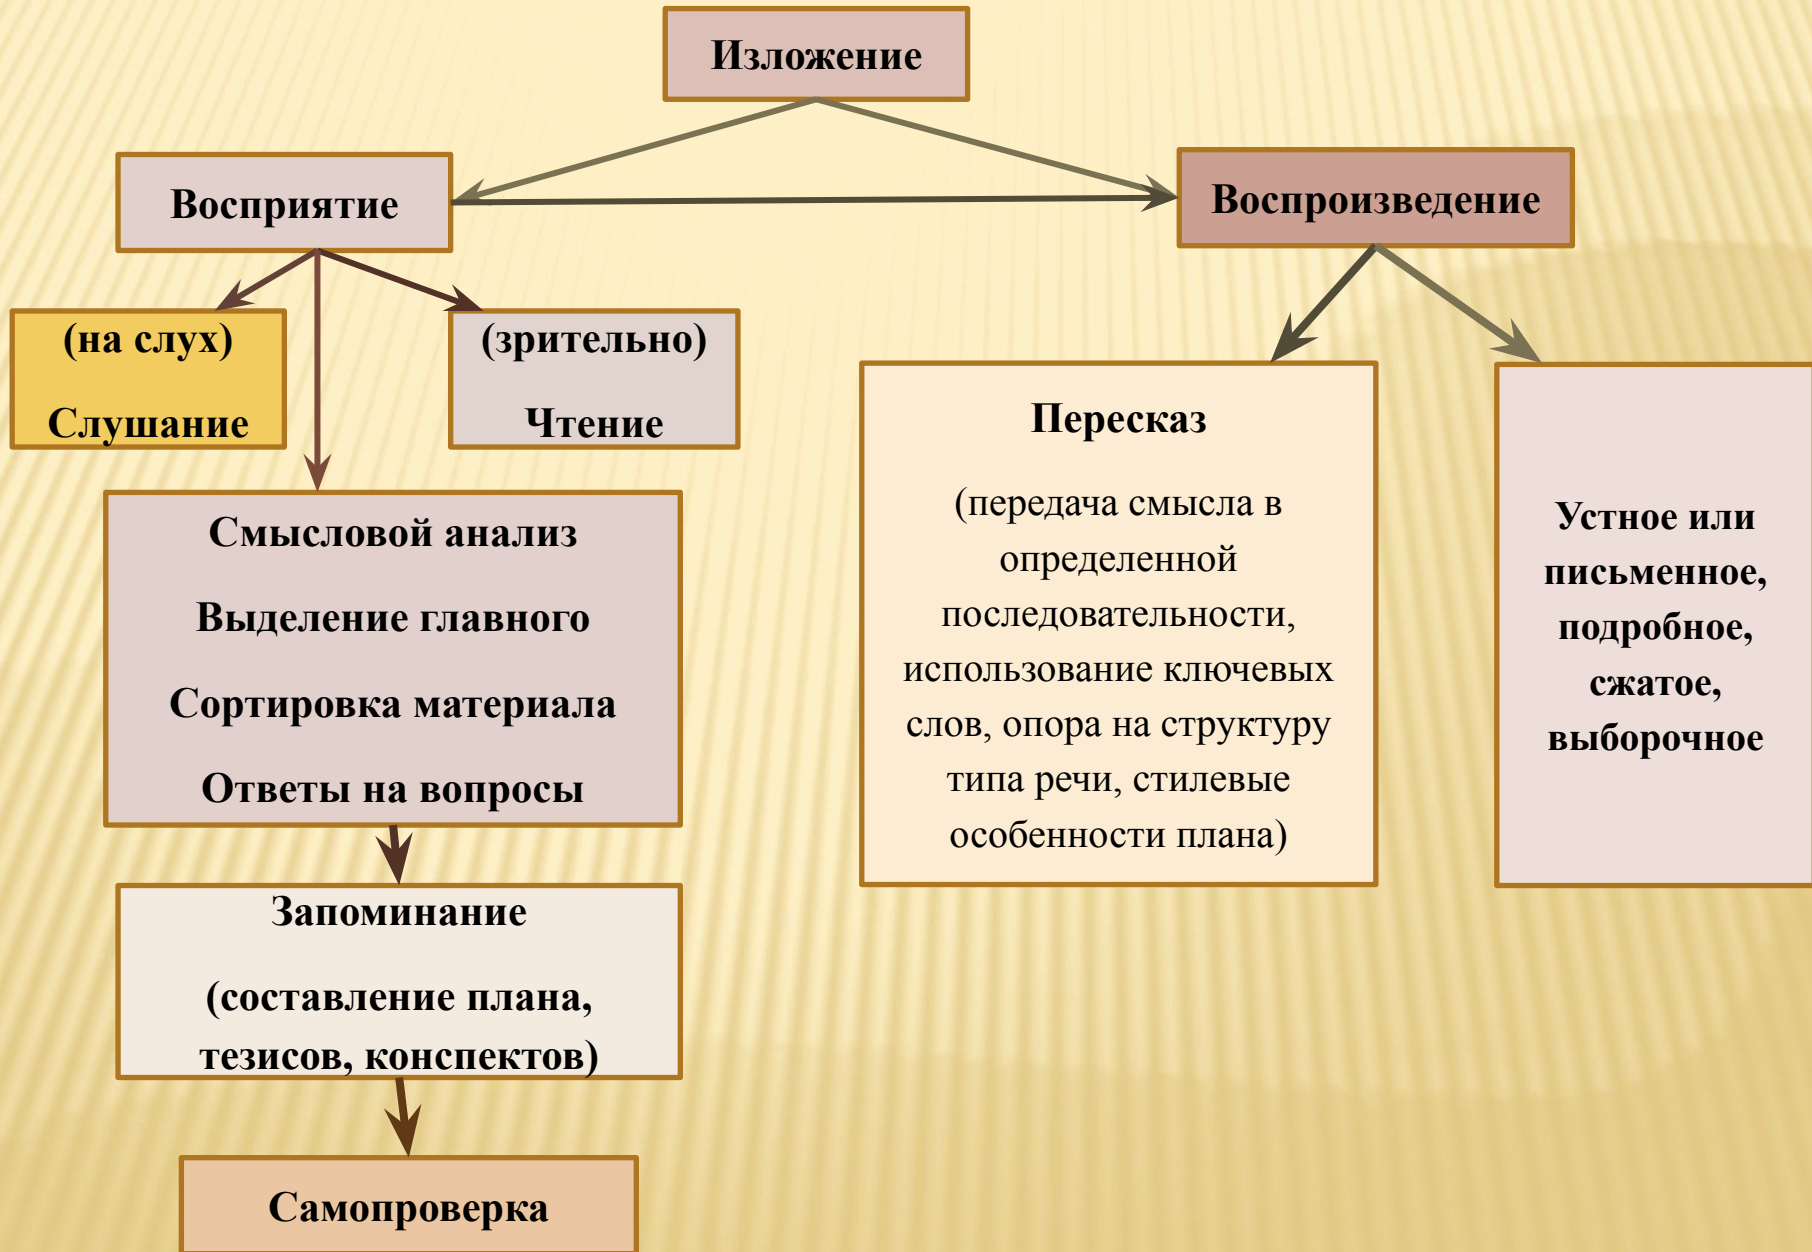 Изложение
Восприятие
Воспроизведение
(на слух)
Слушание
(зрительно)
Чтение
Смысловой анализ
Выделение главного
Сортировка материала
Ответы на вопросы
Запоминание
(составление плана,
тезисов, конспектов)
Самопроверка
Пересказ
(передача смысла в
определенной
последовательности,
использование ключевых
слов, опора на структуру
типа речи, стилевые
особенности плана)
Устное или
письменное,
подробное,
сжатое,
выборочное